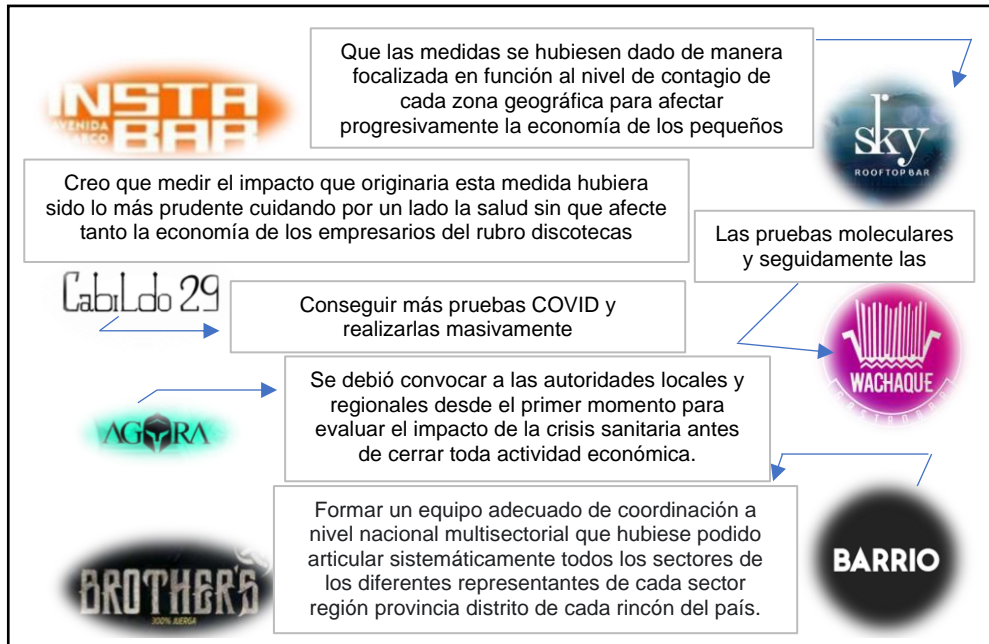 Que las medidas se hubiesen dado de manera
focalizada en función al nivel de contagio de
cada zona geográfica para afectar
progresivamente la economía de los pequeños
INSTA
AVENIDA
BAR
sky
ROOFTOP BAR
Creo que medir el impacto que originaria esta medida hubiera
sido lo más prudente cuidando por un lado la salud sin que afecte
tanto la economía de los empresarios del rubro discotecas
Las pruebas moleculares
y seguidamente las
CabiLdo 29
Conseguir más pruebas COVID y
realizarlas masivamente
WACHAQUE
Se debió convocar a las autoridades locales y
regionales desde el primer momento para
evaluar el impacto de la crisis sanitaria antes
de cerrar toda actividad económica.
AGORA
Formar un equipo adecuado de coordinación a
nivel nacional multisectorial que hubiese podido
articular sistemáticamente todos los sectores de
los diferentes representantes de cada sector
región provincia distrito de cada rincón del país.
BROTHER'S
300% JUERGA
BARRIO